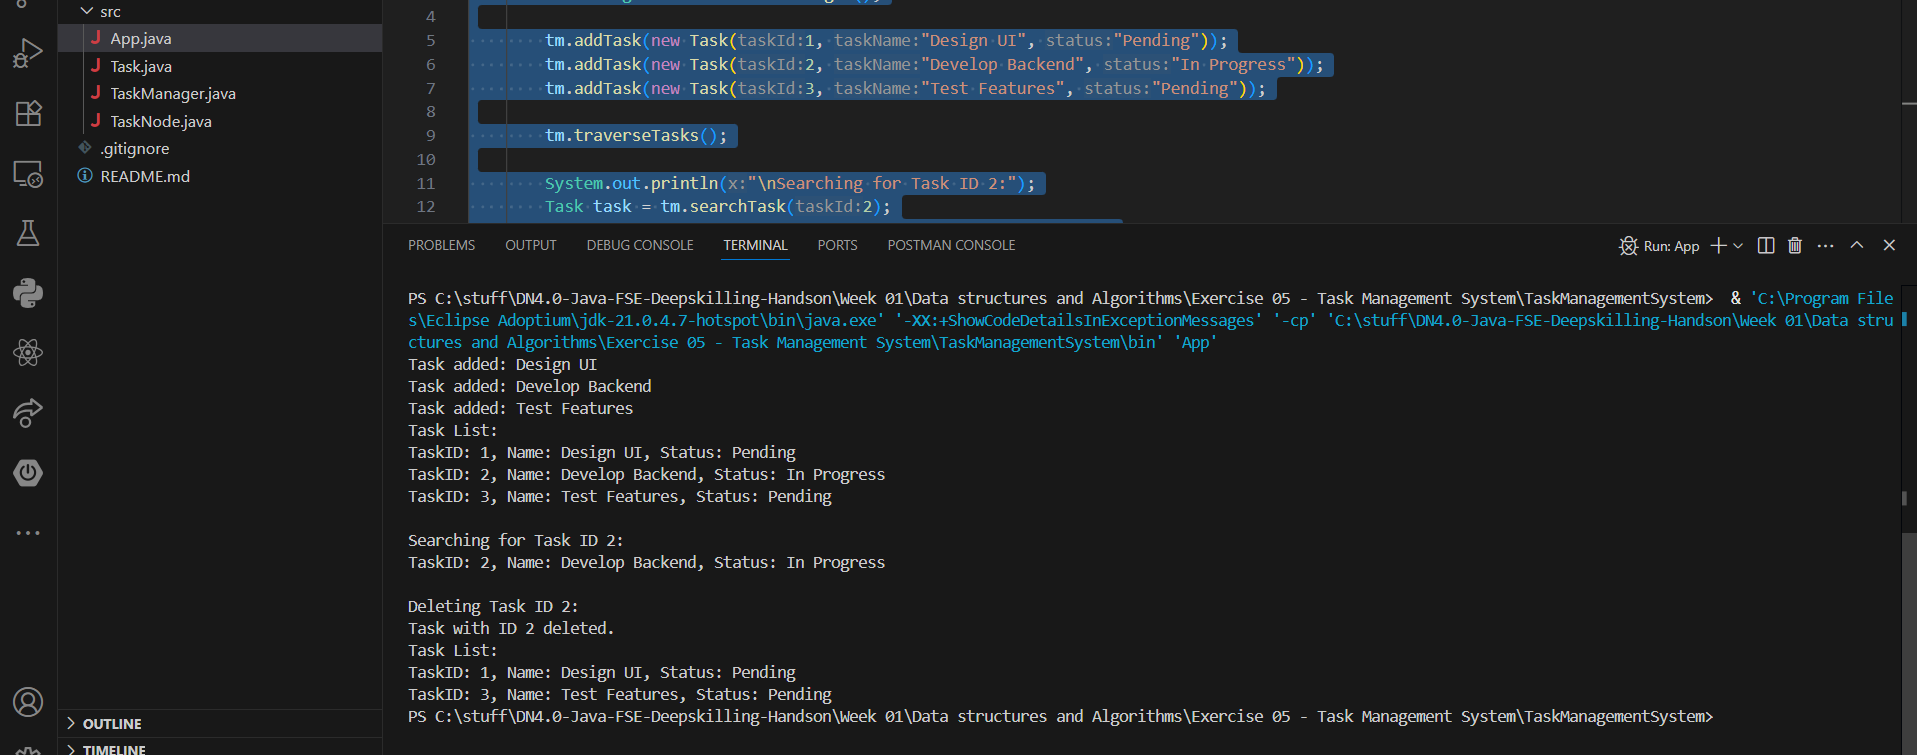 src
App.java
Task.java
TaskManager.java
TaskNode.java
.gitignore
README.md
OUTLINE
TIMELINE
4
5 tm.addTask(new Task(taskId:1, taskName:"Design UI", status:"Pending"));
6 tm.addTask(new Task(taskId:2, taskName:"Develop Backend", status:"In Progress"));
7 tm.addTask(new Task(taskId:3, taskName:"Test Features", status:"Pending"));
8
9 tm.traverseTasks();
10
11 System.out.println(x:"\nSearching for Task ID 2:");
12 Task task = tm.searchTask(taskId:2);
PROBLEMS OUTPUT DEBUG CONSOLE TERMINAL PORTS POSTMAN CONSOLE Run: App
PS C:\stuff\DN4.0-Java-FSE-Deepskilling-Handson\Week 01\Data structures and Algorithms\Exercise 05 - Task Management System\TaskManagementSystem>  & 'C:\Program File
s\Eclipse Adoptium\jdk-21.0.4.7-hotspot\bin\java.exe' '-XX:+ShowCodeDetailsInExceptionMessages' '-cp' 'C:\stuff\DN4.0-Java-FSE-Deepskilling-Handson\Week 01\Data stru
ctures and Algorithms\Exercise 05 - Task Management System\TaskManagementSystem\bin' 'App'
Task added: Design UI
Task added: Develop Backend
Task added: Test Features
Task List:
TaskID: 1, Name: Design UI, Status: Pending
TaskID: 2, Name: Develop Backend, Status: In Progress
TaskID: 3, Name: Test Features, Status: Pending
Searching for Task ID 2:
TaskID: 2, Name: Develop Backend, Status: In Progress
Deleting Task ID 2:
Task with ID 2 deleted.
Task List:
TaskID: 1, Name: Design UI, Status: Pending
TaskID: 3, Name: Test Features, Status: Pending
PS C:\stuff\DN4.0-Java-FSE-Deepskilling-Handson\Week 01\Data structures and Algorithms\Exercise 05 - Task Management System\TaskManagementSystem>